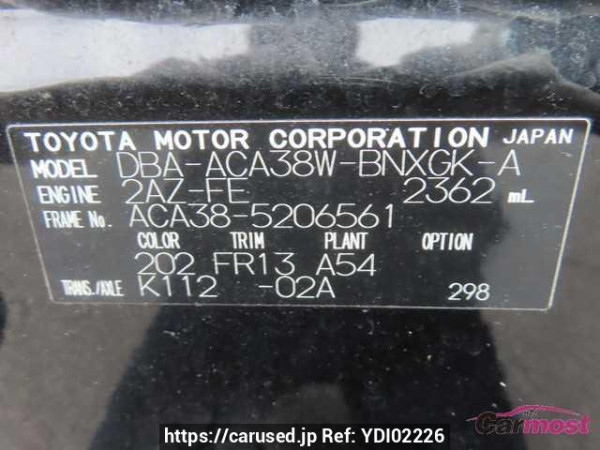 TOYOTA MOTOR CORPORATION JAPAN
MODEL DBA-ACA38W-BNXGK-A
ENGINE 2AZ-FE 2362 mL
FRAME No. ACA38-5206561
COLOR TRIM PLANT OPTION
202 FR13 A54
TRANS./AXLE K112 -02A 298
Carmost
https://carused.jp Ref: YDI02226